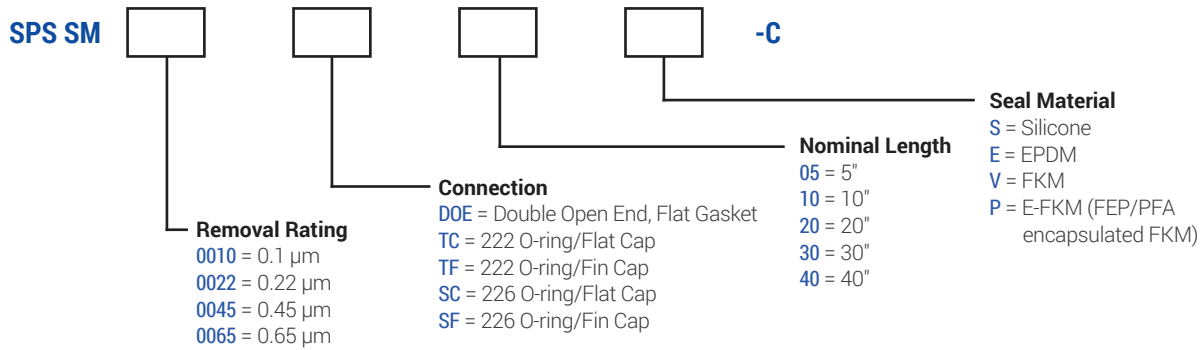 SPS SM
-C
Removal Rating
0010 = 0.1 µm
0022 = 0.22 µm
0045 = 0.45 µm
0065 = 0.65 µm
Connection
DOE = Double Open End, Flat Gasket
TC = 222 O-ring/Flat Cap
TF = 222 O-ring/Fin Cap
SC = 226 O-ring/Flat Cap
SF = 226 O-ring/Fin Cap
Nominal Length
05 = 5"
10 = 10"
20 = 20"
30 = 30"
40 = 40"
Seal Material
S = Silicone
E = EPDM
V = FKM
P = E-FKM (FEP/PFA
encapsulated FKM)